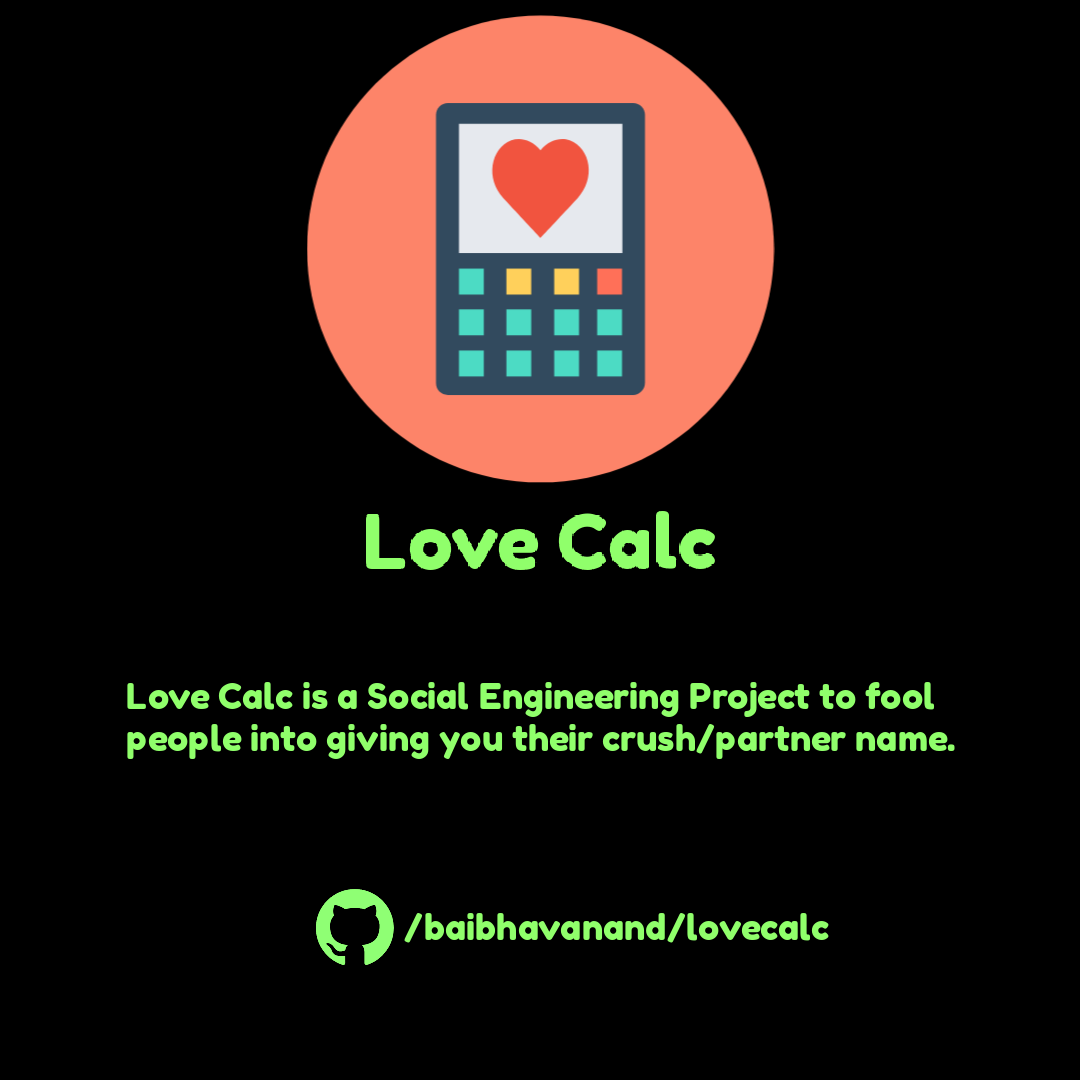 Love Calc
Love Calc is a Social Engineering Project to fool
people into giving you their crush/partner name.
/baibhavanand/lovecalc